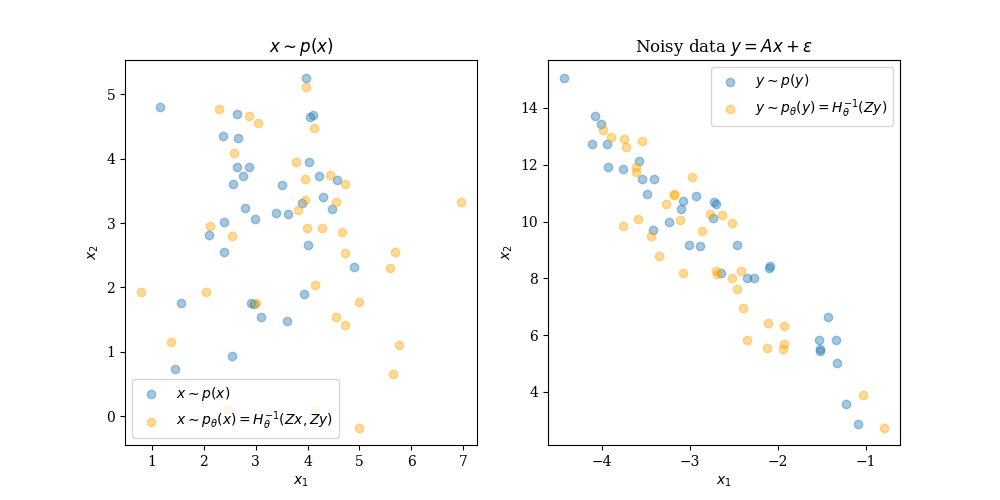 x ∼ p(x)
5
4
3
2
1
0
x₂
x ∼ p(x)
x ∼ p_θ(x) = H_θ⁻¹(Zx, Zy)
1 2 3 4 5 6 7
x₁
Noisy data y = Ax + ε
14
12
10
8
6
4
x₂
y ∼ p(y)
y ∼ p_θ(y) = H_θ⁻¹(Zy)
−4 −3 −2 −1
x₁